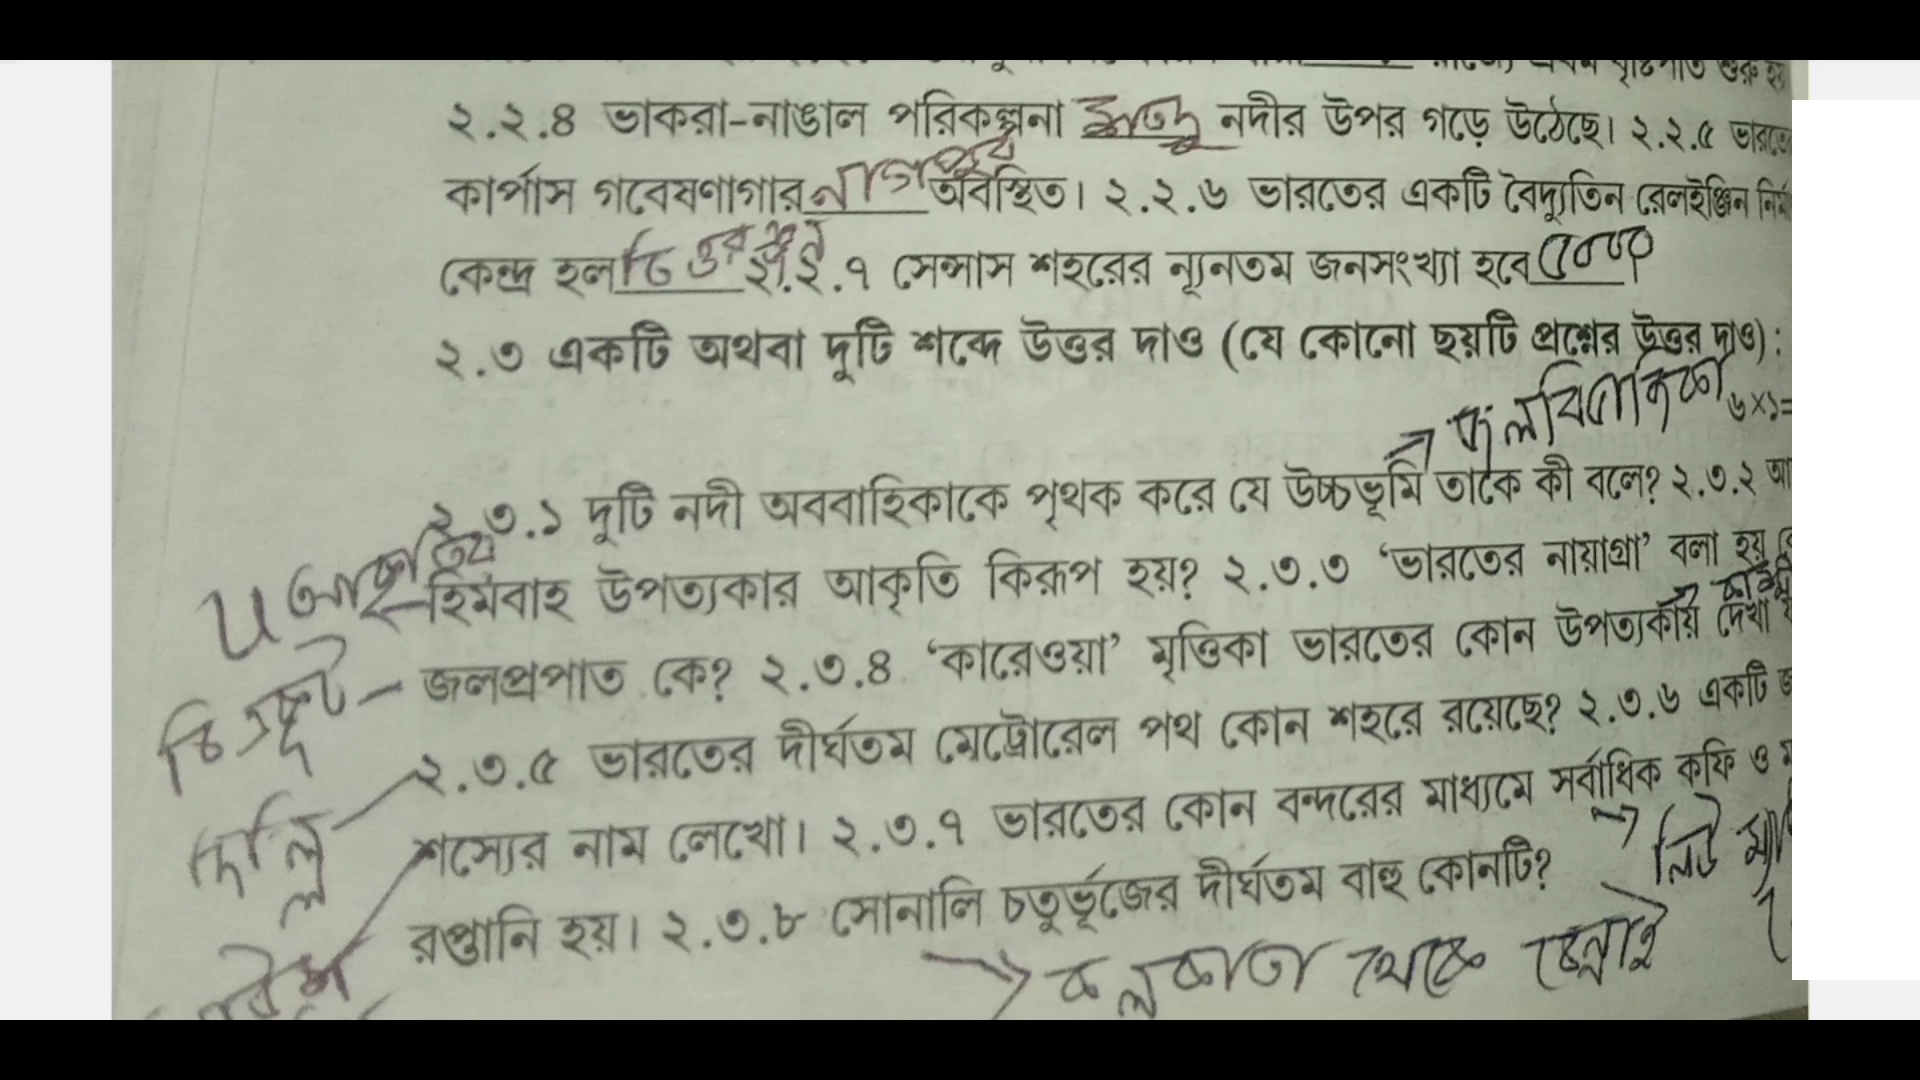 ২.২.৪ ভাকরা-নাঙাল পরিকল্পনা শতদ্রু নদীর উপর গড়ে উঠেছে। ২.২.৫ ভারতের
কার্পাস গবেষণাগার নাগপুর অবস্থিত। ২.২.৬ ভারতের একটি বৈদ্যুতিন রেলইঞ্জিন
কেন্দ্র হল ২.২.৭ সেন্সাস শহরের ন্যূনতম জনসংখ্যা হবে ৫০০০
২.৩ একটি অথবা দুটি শব্দে উত্তর দাও (যে কোনো ছয়টি প্রশ্নের উত্তর দাও) :
→ জলবিভাজিকা ৬×১=
২.৩.১ দুটি নদী অববাহিকাকে পৃথক করে যে উচ্চভূমি তাকে কী বলে? ২.৩.২
U আকৃতির হিমবাহ উপত্যকার আকৃতি কিরূপ হয়? ২.৩.৩ ‘ভারতের নায়াগ্রা’ বলা হয়
জলপ্রপাত কে? ২.৩.৪ ‘কারেওয়া’ মৃত্তিকা ভারতের কোন উপত্যকায় দেখা
চিত্রকূট –
২.৩.৫ ভারতের দীর্ঘতম মেট্রোরেল পথ কোন শহরে রয়েছে? ২.৩.৬ একটি
দিল্লি
শস্যের নাম লেখো। ২.৩.৭ ভারতের কোন বন্দরের মাধ্যমে সর্বাধিক কফি ও
→ নিউ
রপ্তানি হয়। ২.৩.৮ সোনালি চতুর্ভূজের দীর্ঘতম বাহু কোনটি?
→ কলকাতা থেকে চেন্নাই